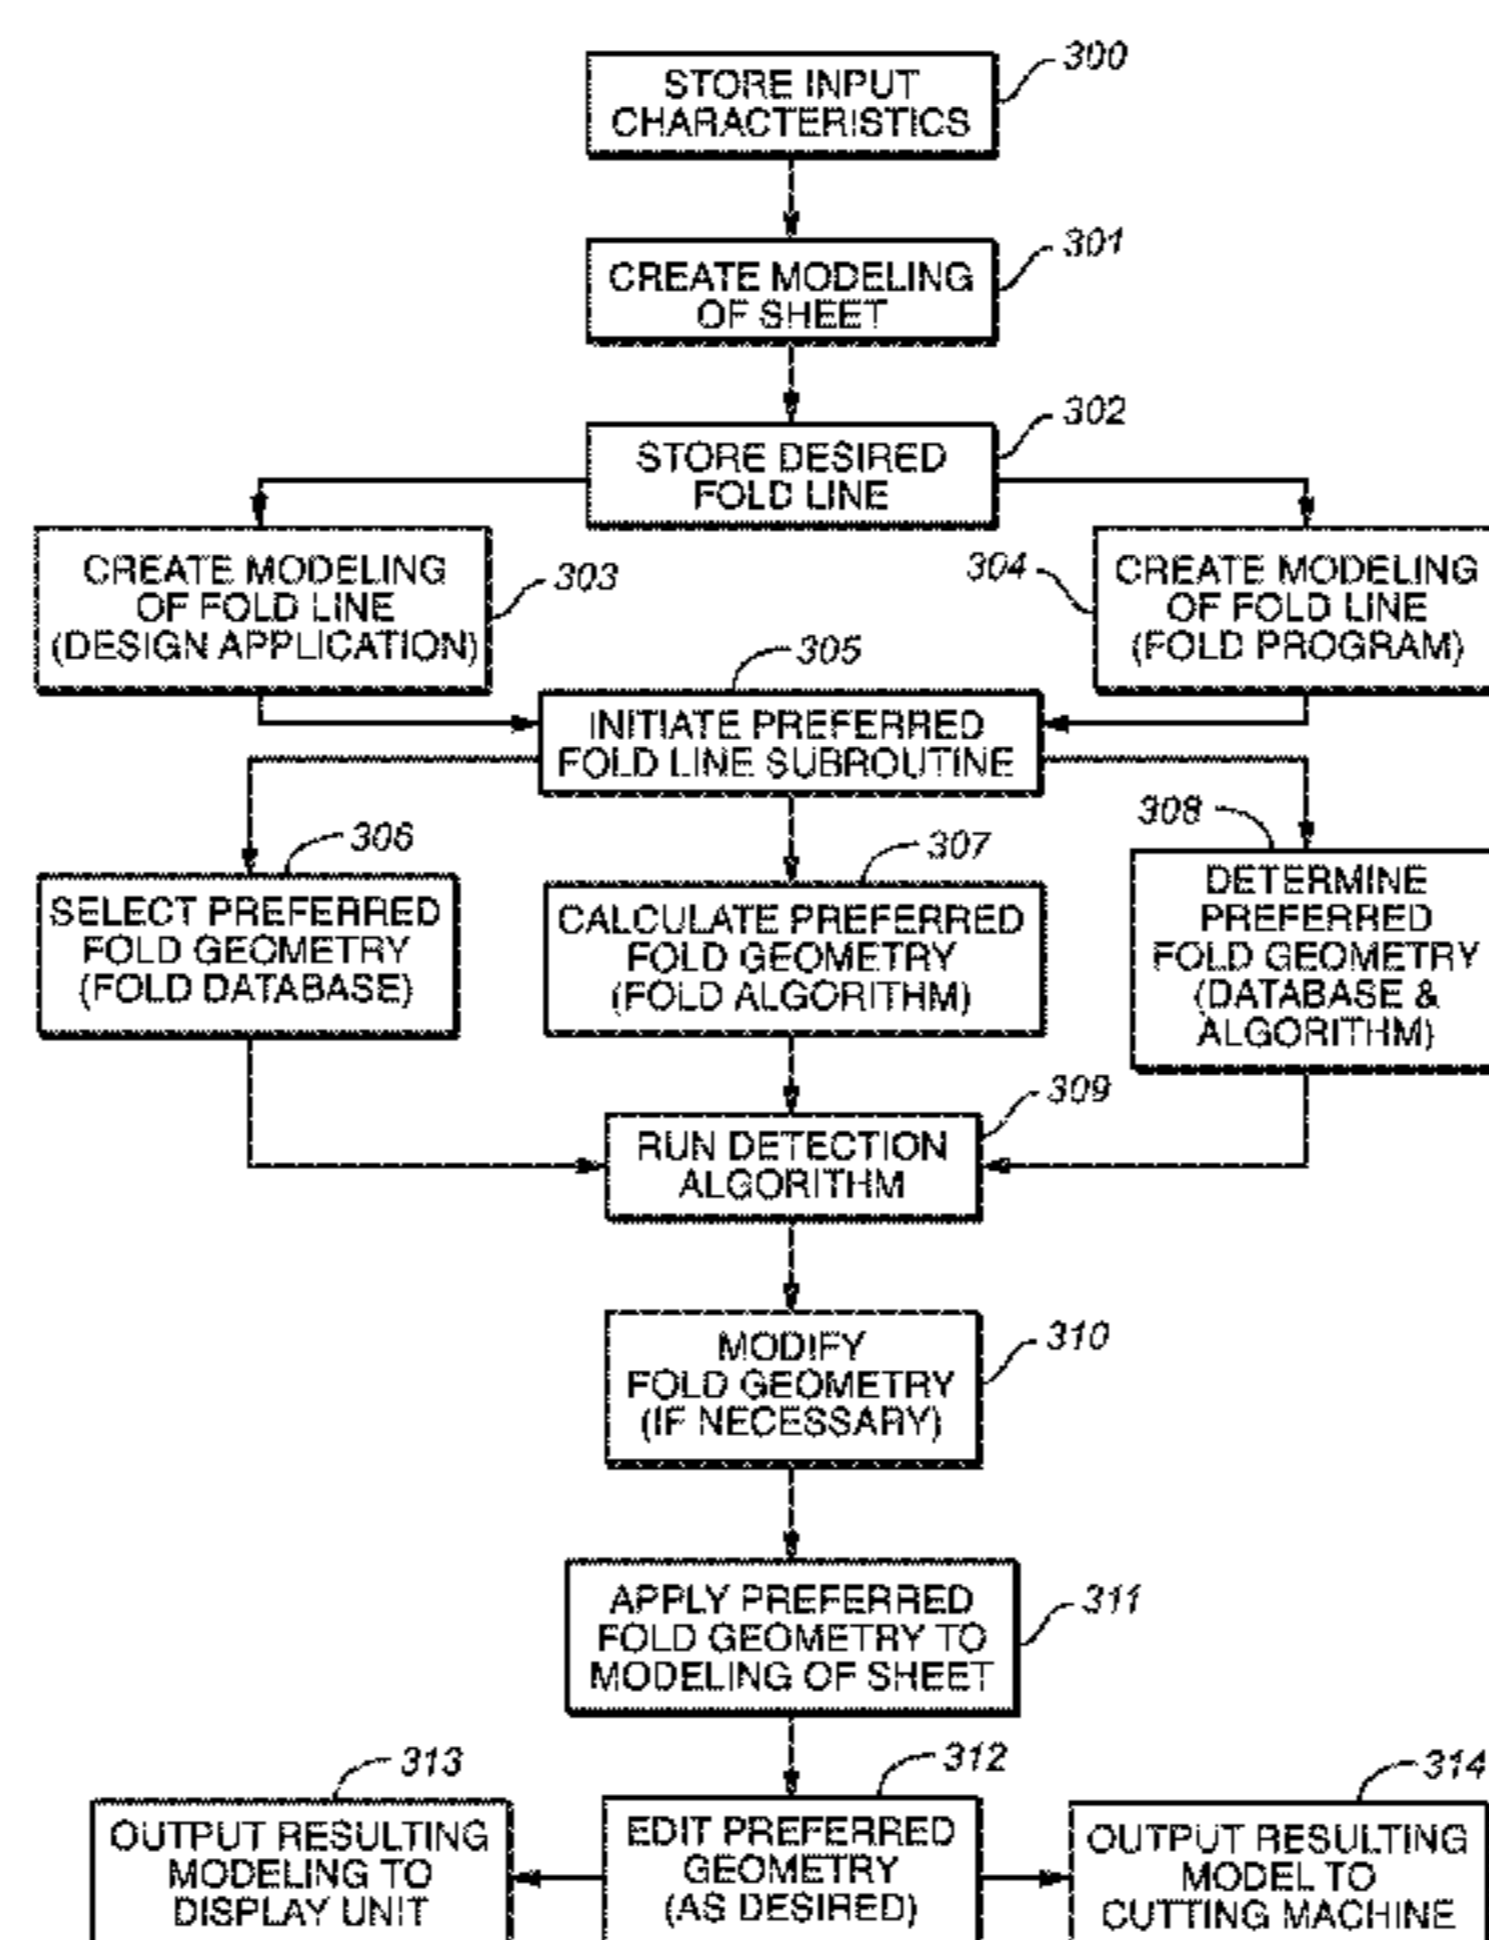 300
STORE INPUT
CHARACTERISTICS
301
CREATE MODELING
OF SHEET
302
STORE DESIRED
FOLD LINE
CREATE MODELING
OF FOLD LINE
(DESIGN APPLICATION)
303
304
CREATE MODELING
OF FOLD LINE
(FOLD PROGRAM)
305
INITIATE PREFERRED
FOLD LINE SUBROUTINE
306
SELECT PREFERRED
FOLD GEOMETRY
(FOLD DATABASE)
307
CALCULATE PREFERRED
FOLD GEOMETRY
(FOLD ALGORITHM)
308
DETERMINE
PREFERRED
FOLD GEOMETRY
(DATABASE &
ALGORITHM)
309
RUN DETECTION
ALGORITHM
310
MODIFY
FOLD GEOMETRY
(IF NECESSARY)
311
APPLY PREFERRED
FOLD GEOMETRY TO
MODELING OF SHEET
313
OUTPUT RESULTING
MODELING TO
DISPLAY UNIT
312
EDIT PREFERRED
GEOMETRY
(AS DESIRED)
314
OUTPUT RESULTING
MODEL TO
CUTTING MACHINE